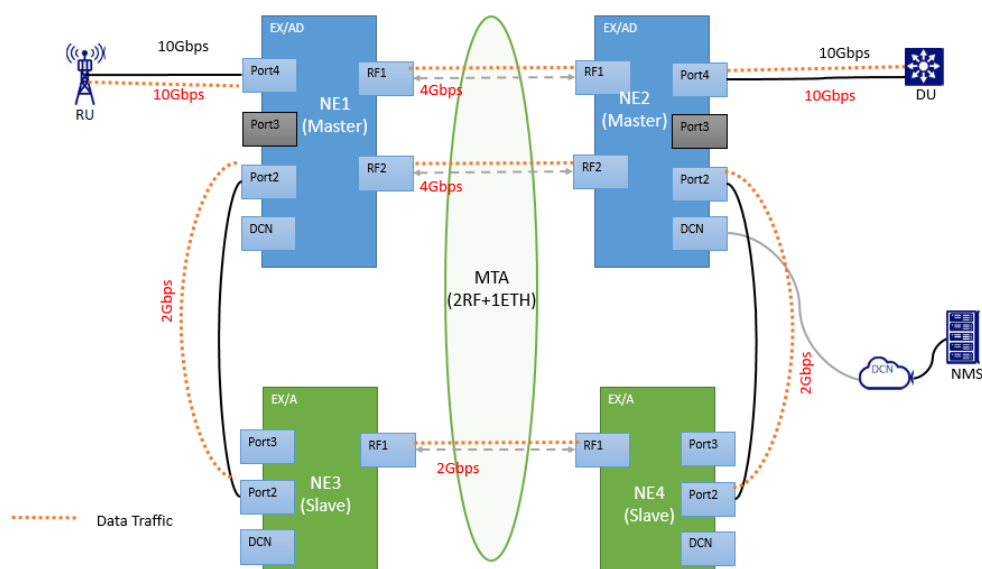 EX/AD
EX/AD
10Gbps
10Gbps
Port4
RF1
RF1
Port4
10Gbps
10Gbps
RU
DU
4Gbps
NE1
(Master)
NE2
(Master)
Port3
Port3
Port2
RF2
RF2
Port2
4Gbps
DCN
DCN
MTA
(2RF+1ETH)
2Gbps
2Gbps
DCN
NMS
EX/A
EX/A
Port3
RF1
RF1
Port3
2Gbps
NE3
(Slave)
NE4
(Slave)
Port2
Port2
Data Traffic
DCN
DCN